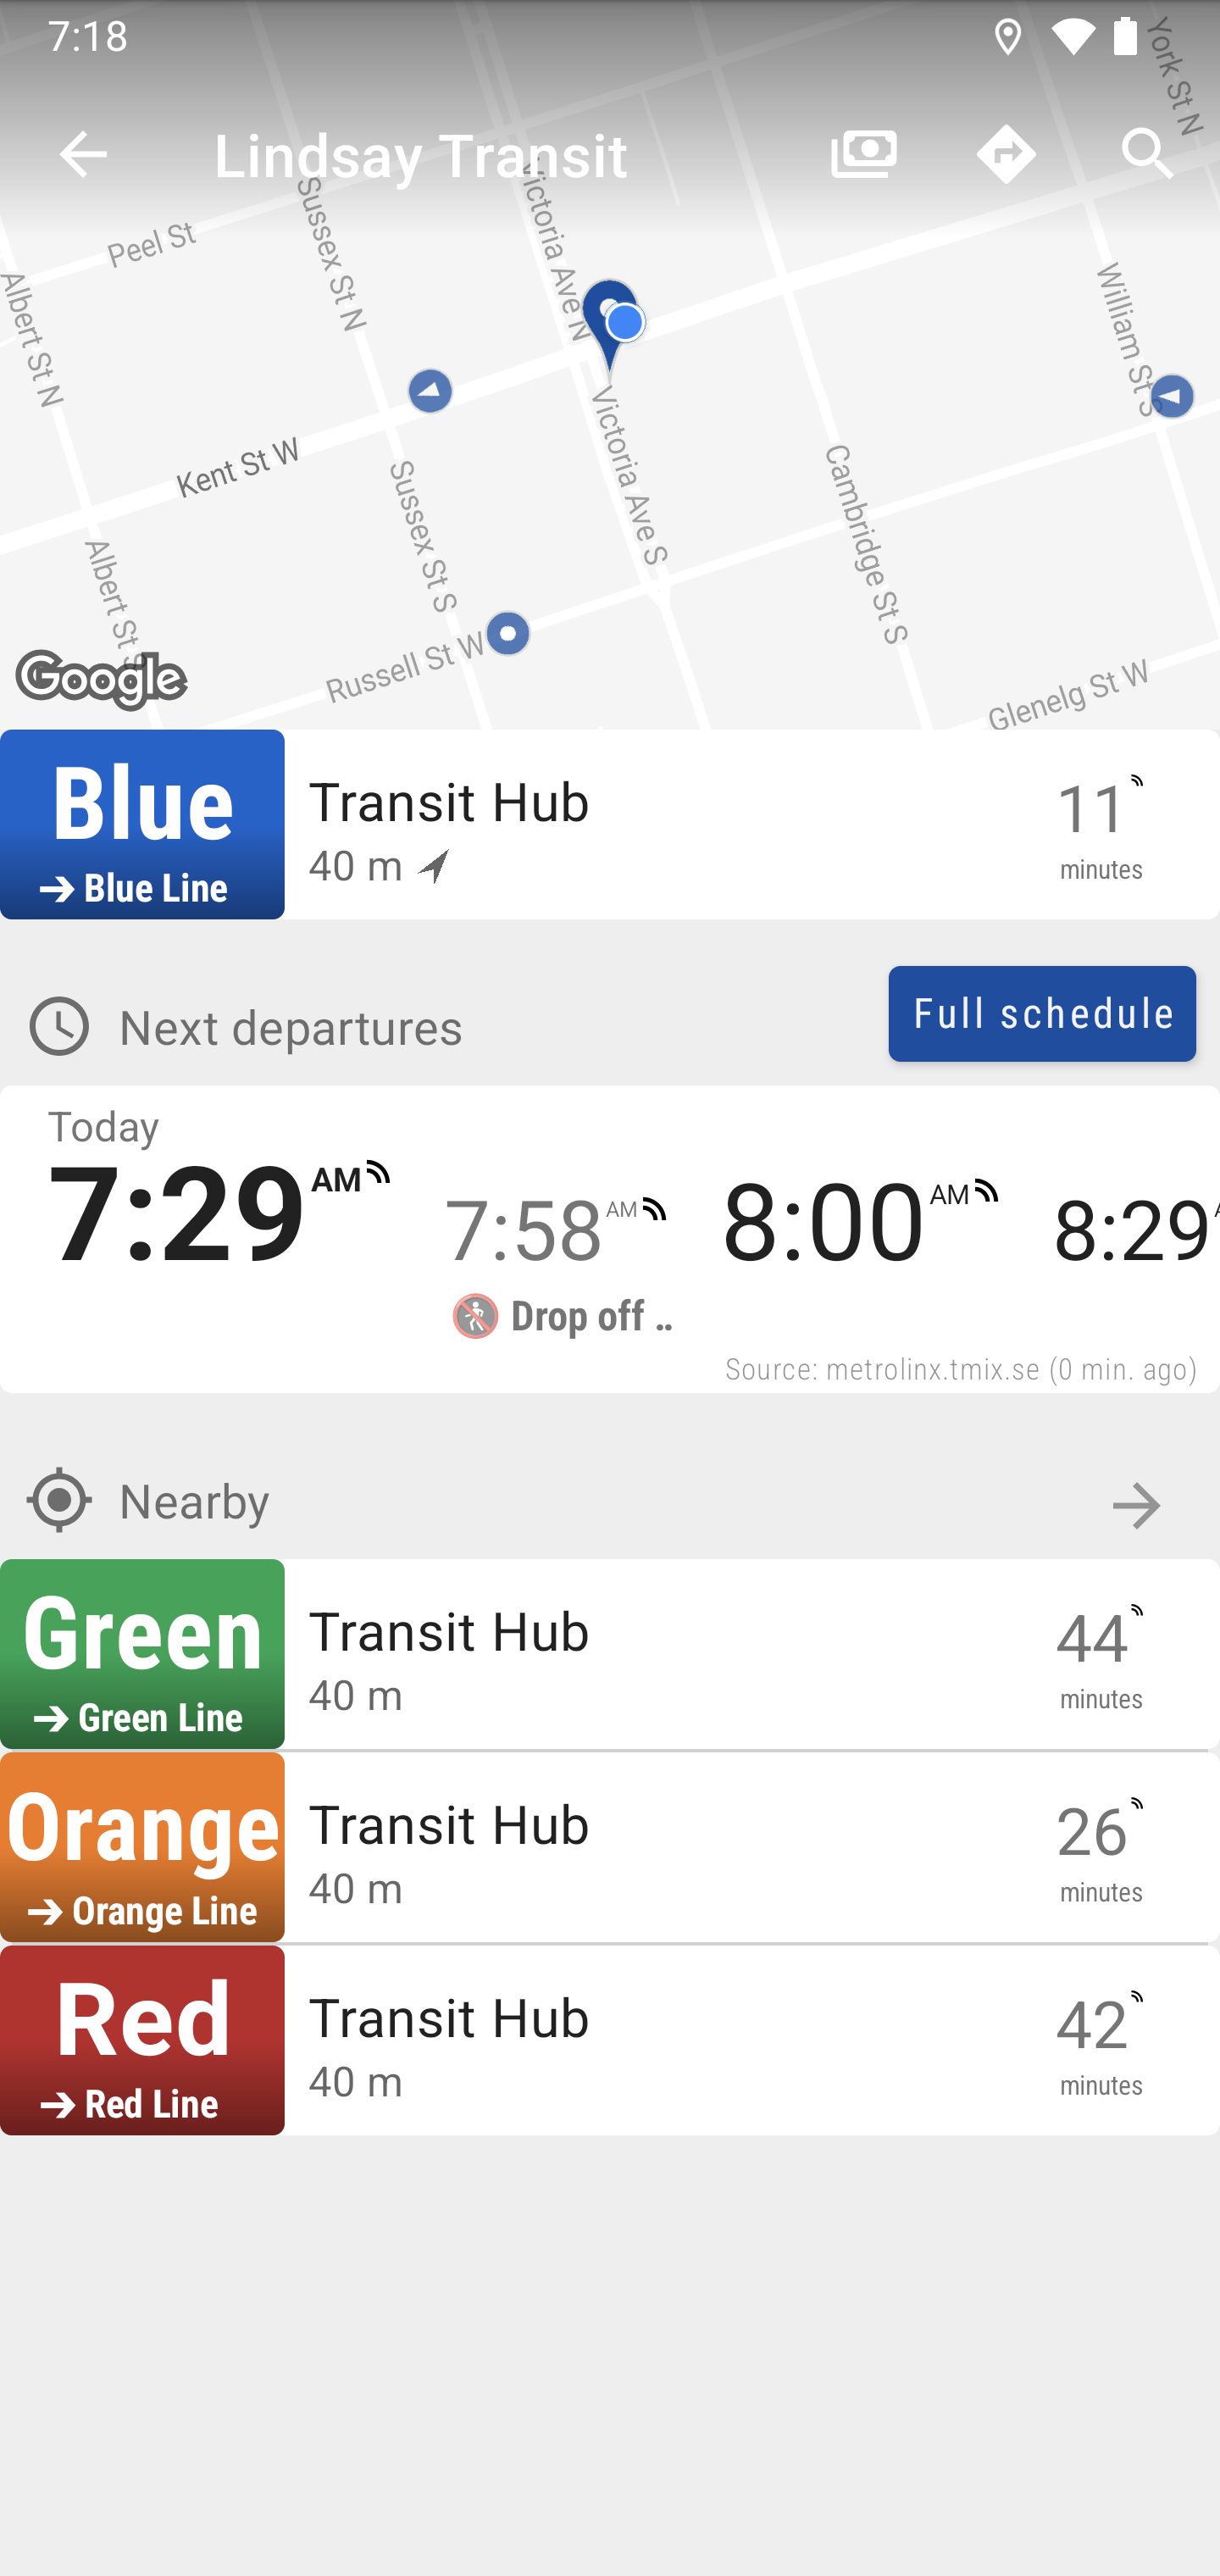 7:18
York St N
Lindsay Transit
Peel St
Sussex St N
Victoria Ave N
Albert St N
William St S
Kent St W
Victoria Ave S
Sussex St S
Cambridge St S
Albert St S
Russell St W
Google
Glenelg St W
Blue
→ Blue Line
Transit Hub
40 m
11
minutes
Next departures
Full schedule
Today
7:29 AM
7:58 AM
8:00 AM
8:29
Drop off ..
Source: metrolinx.tmix.se (0 min. ago)
Nearby
Green
→ Green Line
Transit Hub
40 m
44
minutes
Orange
→ Orange Line
Transit Hub
40 m
26
minutes
Red
→ Red Line
Transit Hub
40 m
42
minutes